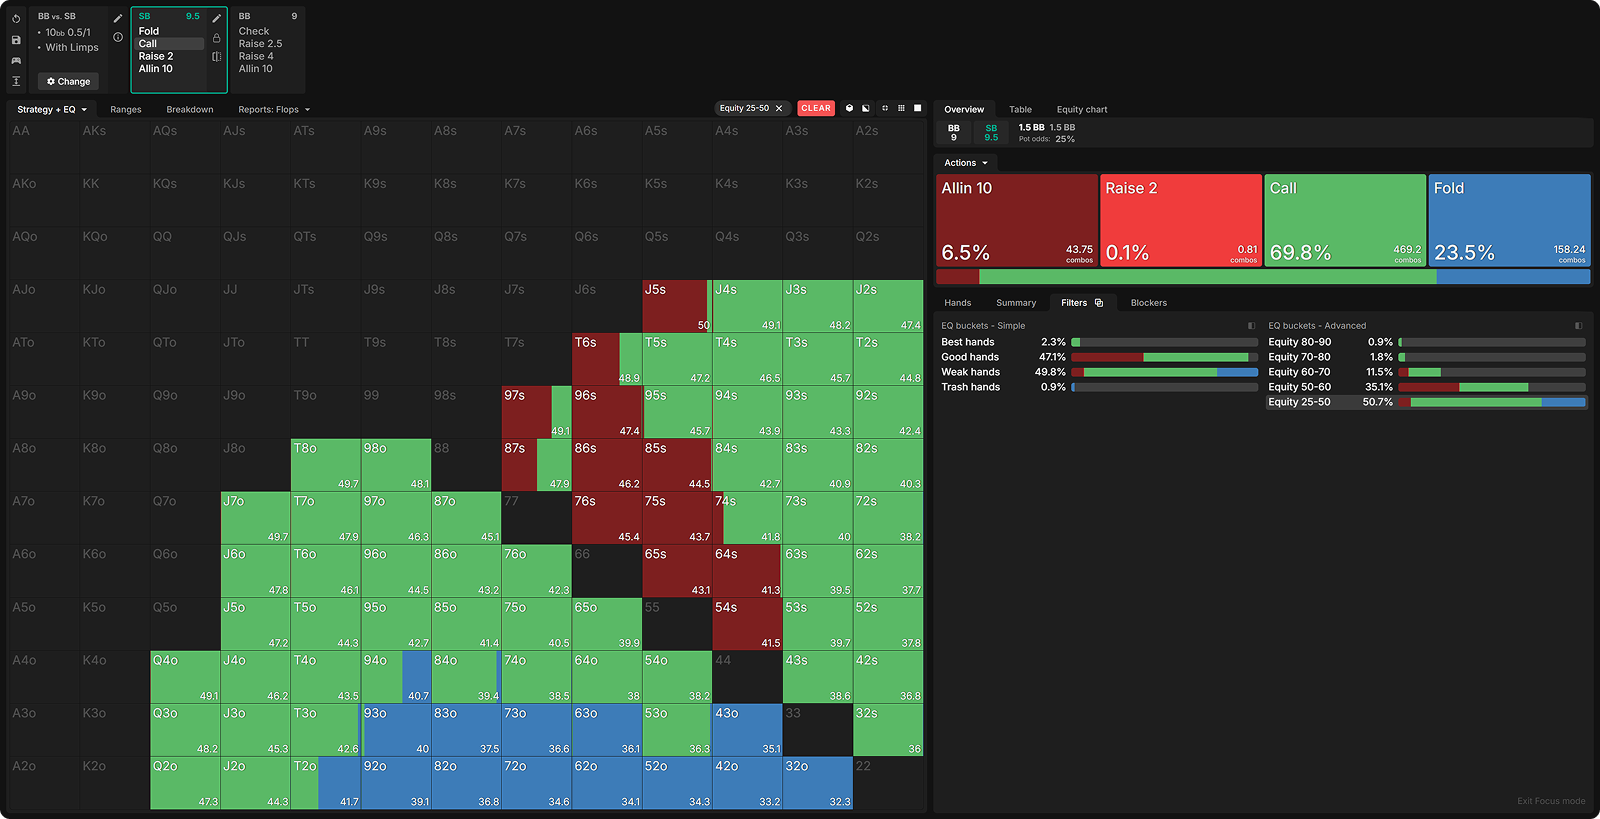 BB vs. SB
• 10bb 0.5/1
• With Limps
Change
SB 9.5
Fold
Call
Raise 2
Allin 10
BB 9
Check
Raise 2.5
Raise 4
Allin 10
Strategy + EQ
Ranges
Breakdown
Reports: Flops
Equity 25-50
CLEAR
AA AKs AQs AJs ATs A9s A8s A7s A6s A5s A4s A3s A2s
AKo KK KQs KJs KTs K9s K8s K7s K6s K5s K4s K3s K2s
AQo KQo QQ QJs QTs Q9s Q8s Q7s Q6s Q5s Q4s Q3s Q2s
AJo KJo QJo JJ JTs J9s J8s J7s J6s J5s J4s J3s J2s
50 49.1 48.2 47.4
ATo KTo QTo JTo TT T9s T8s T7s T6s T5s T4s T3s T2s
48.9 47.2 46.5 45.7 44.8
A9o K9o Q9o J9o T9o 99 98s 97s 96s 95s 94s 93s 92s
49.1 47.4 45.7 43.9 43.3 42.4
A8o K8o Q8o J8o T8o 98o 88 87s 86s 85s 84s 83s 82s
49.7 48.1 47.9 46.2 44.5 42.7 40.9 40.3
A7o K7o Q7o J7o T7o 97o 87o 77 76s 75s 74s 73s 72s
49.7 47.9 46.3 45.1 45.4 43.7 41.8 40 38.2
A6o K6o Q6o J6o T6o 96o 86o 76o 66 65s 64s 63s 62s
47.8 46.1 44.5 43.2 42.3 43.1 41.3 39.5 37.7
A5o K5o Q5o J5o T5o 95o 85o 75o 65o 55 54s 53s 52s
47.2 44.3 42.7 41.4 40.5 39.9 41.5 39.7 37.8
A4o K4o Q4o J4o T4o 94o 84o 74o 64o 54o 44 43s 42s
49.1 46.2 43.5 40.7 39.4 38.5 38 38.2 38.6 36.8
A3o K3o Q3o J3o T3o 93o 83o 73o 63o 53o 43o 33 32s
48.2 45.3 42.6 40 37.5 36.6 36.1 36.3 35.1 36
A2o K2o Q2o J2o T2o 92o 82o 72o 62o 52o 42o 32o 22
47.3 44.3 41.7 39.1 36.8 34.6 34.1 34.3 33.2 32.3
Overview
Table
Equity chart
BB
9
SB
9.5
1.5 BB 1.5 BB
Pot odds: 25%
Actions
Allin 10
6.5%
43.75
combos
Raise 2
0.1%
0.81
combos
Call
69.8%
469.2
combos
Fold
23.5%
158.24
combos
Hands
Summary
Filters
Blockers
EQ buckets - Simple
Best hands 2.3%
Good hands 47.1%
Weak hands 49.8%
Trash hands 0.9%
EQ buckets - Advanced
Equity 80-90 0.9%
Equity 70-80 1.8%
Equity 60-70 11.5%
Equity 50-60 35.1%
Equity 25-50 50.7%
Exit Focus mode